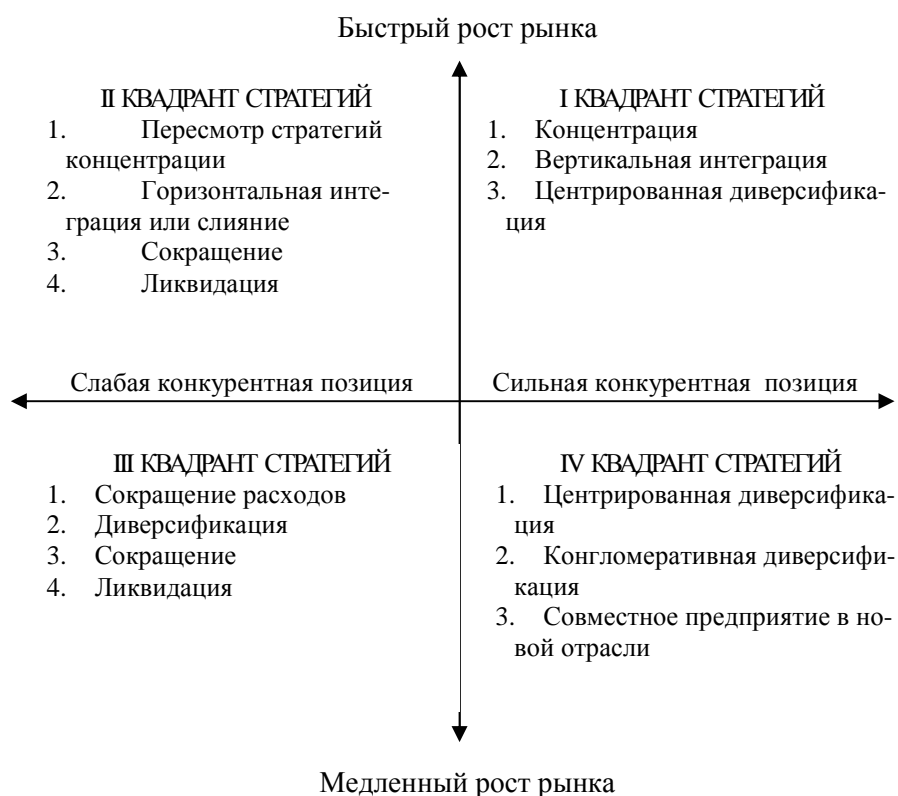 Быстрый рост рынка
II КВАДРАНТ СТРАТЕГИЙ
1. Пересмотр стратегий
концентрации
2. Горизонтальная инте-
грация или слияние
3. Сокращение
4. Ликвидация
I КВАДРАНТ СТРАТЕГИЙ
1. Концентрация
2. Вертикальная интеграция
3. Центрированная диверсифика-
ция
Слабая конкурентная позиция
Сильная конкурентная позиция
III КВАДРАНТ СТРАТЕГИЙ
1. Сокращение расходов
2. Диверсификация
3. Сокращение
4. Ликвидация
IV КВАДРАНТ СТРАТЕГИЙ
1. Центрированная диверсифика-
ция
2. Конгломеративная диверсифи-
кация
3. Совместное предприятие в но-
вой отрасли
Медленный рост рынка